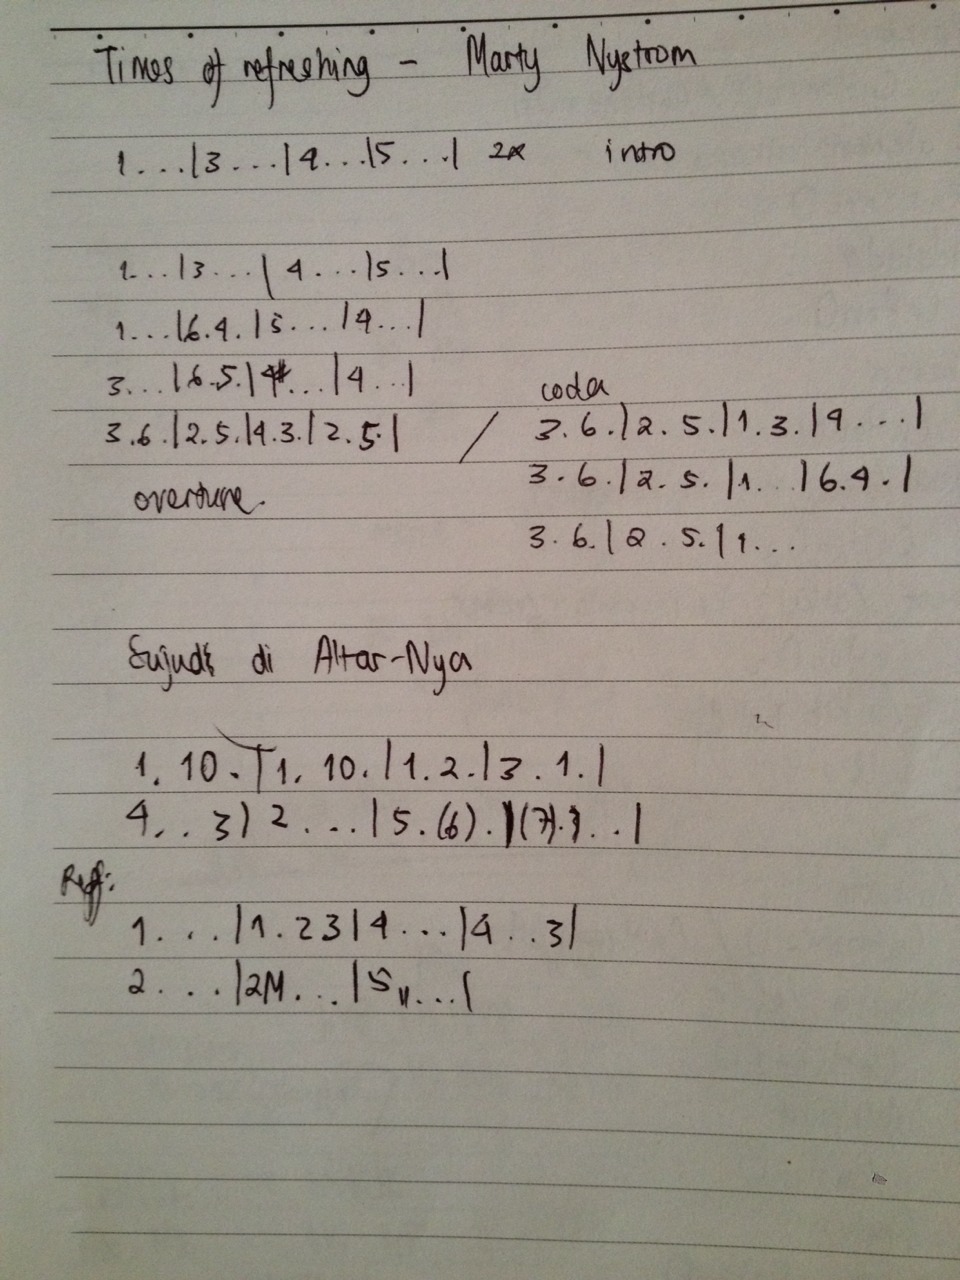 Times of refreshing - Marty Nystrom
1...|3...|4...|5...| 2x intro
1...|3...|4...|5...|
1...|6.4.|3...|4...|
3...|6.5.|4#...|4...|
coda
3.6.|2.5.|4.3.|2.5.| / 3.6.|2.5.|1.3.|4...|
3.6.|2.5.|1...|6.4.|
overture.
3.6.|2.5.|1...
Sujud di Altar-Nya
1. 10.|1. 10.|1.2.|3.1.|
4..3|2...|5.(6).|(7).1..|
Reff:
1...|1.23|4...|4..3|
2...|2M...|5...|